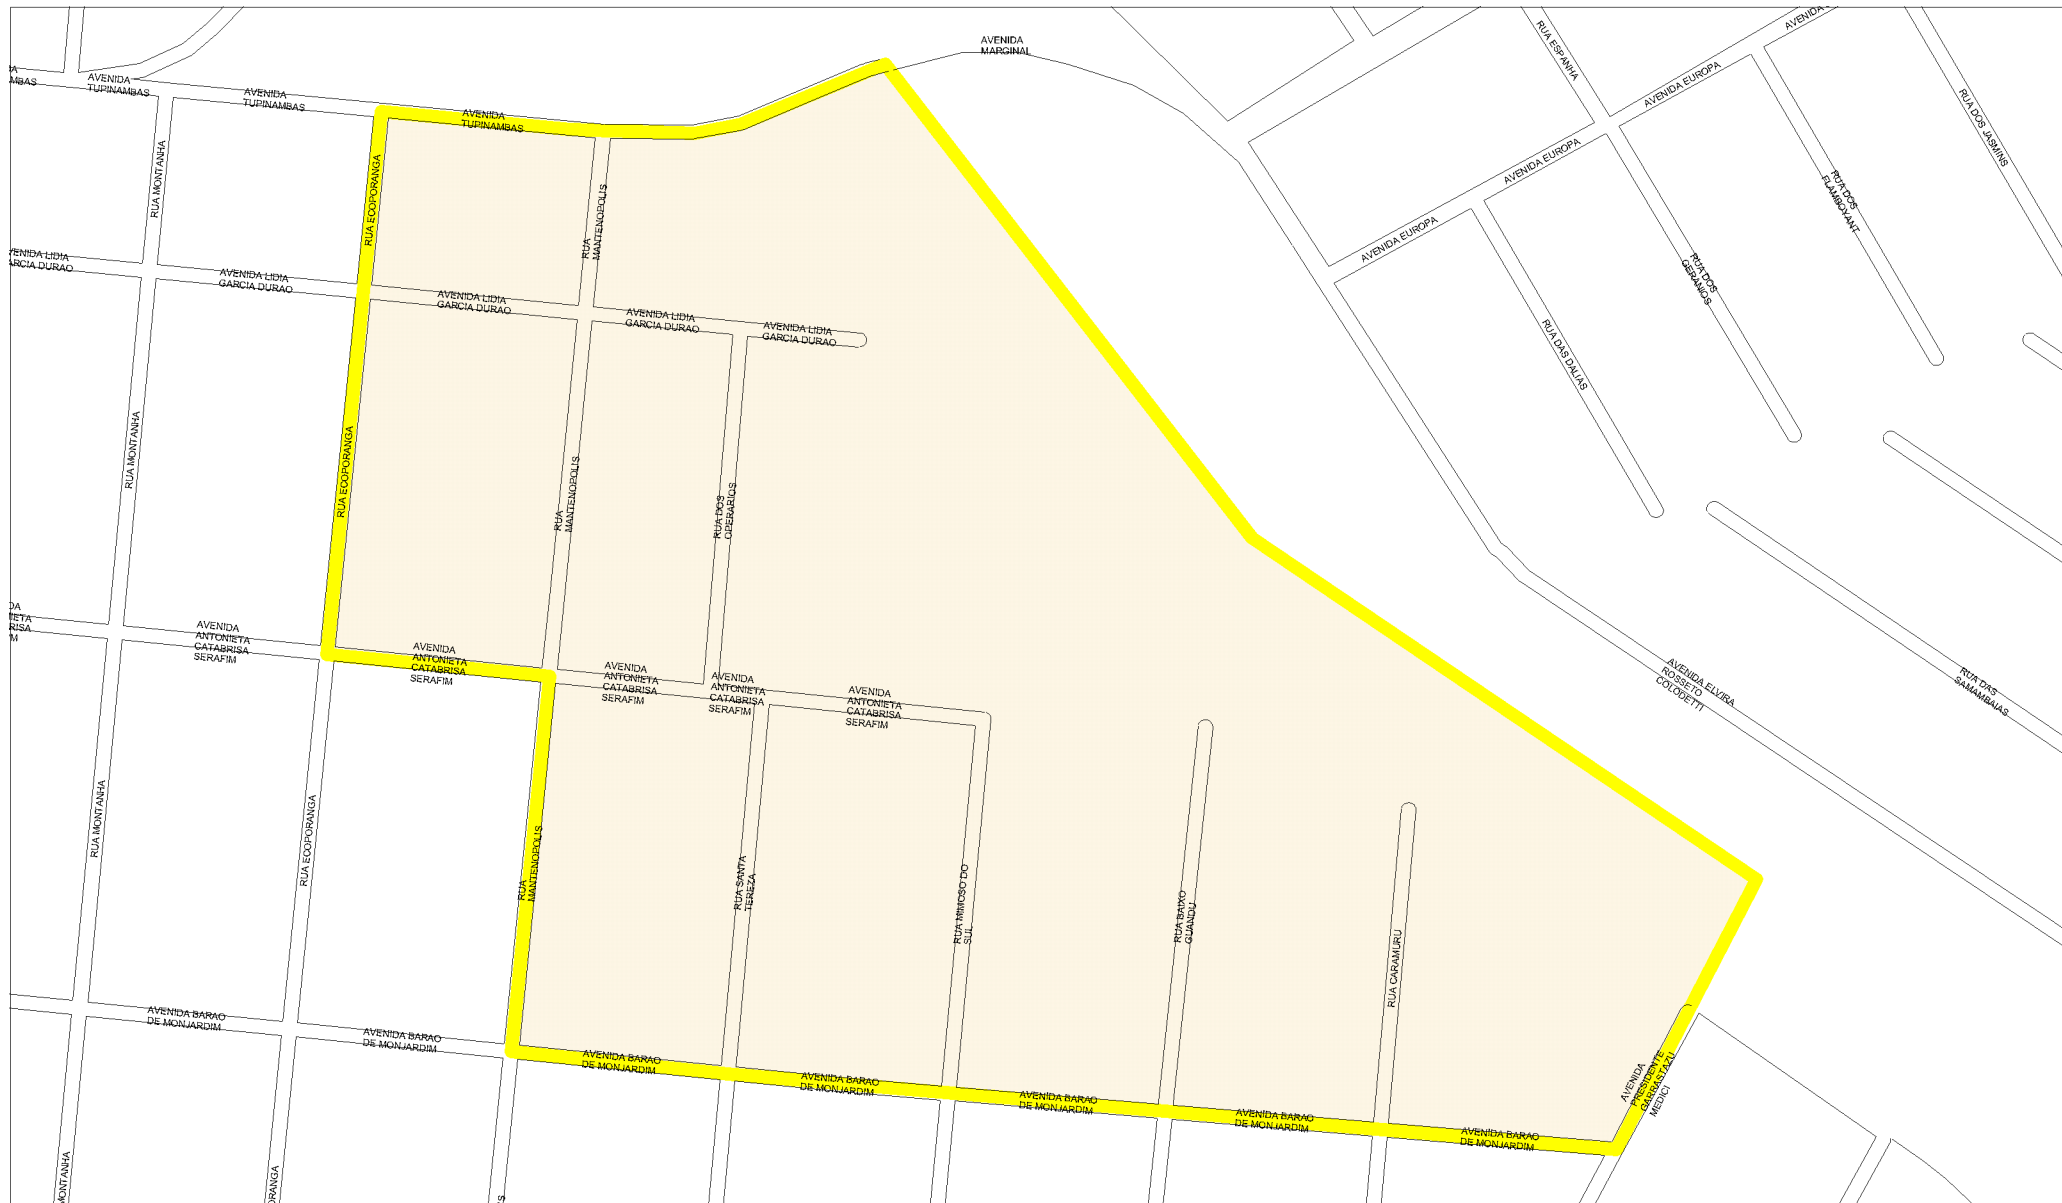 AVENIDA
MARGINAL
RUA ESPANHA
AVENIDA
AVENIDA EUROPA
RUA DOS JASMINS
AVENIDA
TUPINAMBAS
AVENIDA
TUPINAMBAS
AVENIDA
TUPINAMBAS
RUA MONTANHA
RUA ECOPORANGA
RUA
MANTENOPOLIS
AVENIDA EUROPA
AVENIDA EUROPA
RUA DOS
FLAMBOYANT
RUA DOS
GERANIOS
RUA DAS DALIAS
VENIDA LIDIA
ARCIA DURAO
AVENIDA LIDIA
GARCIA DURAO
AVENIDA LIDIA
GARCIA DURAO
AVENIDA LIDIA
GARCIA DURAO
AVENIDA LIDIA
GARCIA DURAO
RUA MONTANHA
RUA ECOPORANGA
RUA
MANTENOPOLIS
RUA DOS
OPERARIOS
AVENIDA
ANTONIETA
CATABRISA
SERAFIM
AVENIDA
ANTONIETA
CATABRISA
SERAFIM
AVENIDA
ANTONIETA
CATABRISA
SERAFIM
AVENIDA
ANTONIETA
CATABRISA
SERAFIM
AVENIDA
ANTONIETA
CATABRISA
SERAFIM
AVENIDA ELVIRA
ROSSETO
COLODETTI
RUA DAS
SAMAMBAIAS
RUA MONTANHA
RUA ECOPORANGA
RUA
MANTENOPOLIS
RUA SANTA
TEREZA
RUA MIMOSO DO
SUL
RUA BAIXO
GUANDU
RUA CARAMURU
AVENIDA
PRESIDENTE
GARRASTAZU
MEDICI
AVENIDA BARAO
DE MONJARDIM
AVENIDA BARAO
DE MONJARDIM
AVENIDA BARAO
DE MONJARDIM
AVENIDA BARAO
DE MONJARDIM
AVENIDA BARAO
DE MONJARDIM
AVENIDA BARAO
DE MONJARDIM
AVENIDA BARAO
DE MONJARDIM
MONTANHA
ORANGA